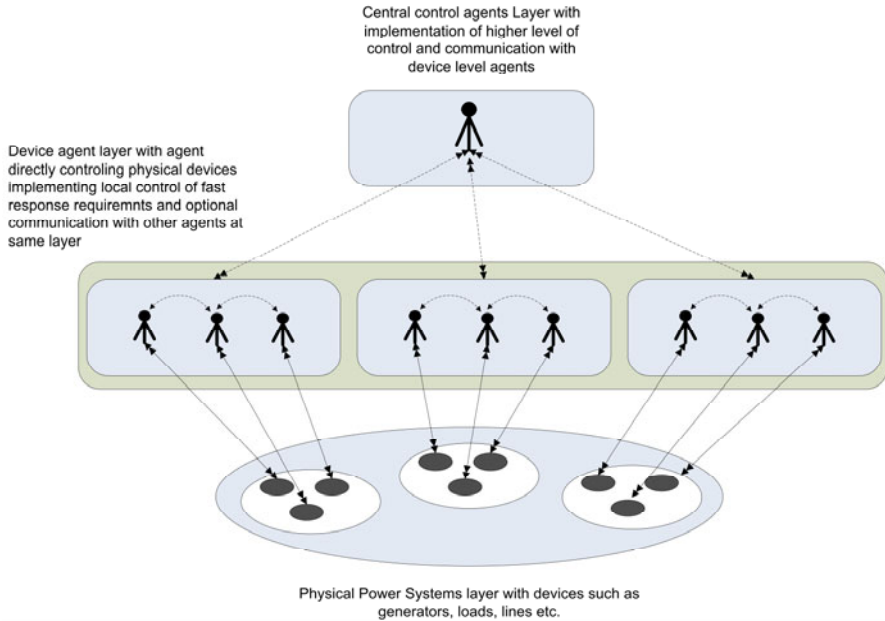 Central control agents Layer with
implementation of higher level of
control and communication with
device level agents
Device agent layer with agent
directly controling physical devices
implementing local control of fast
response requiremnts and optional
communication with other agents at
same layer
Physical Power Systems layer with devices such as
generators, loads, lines etc.